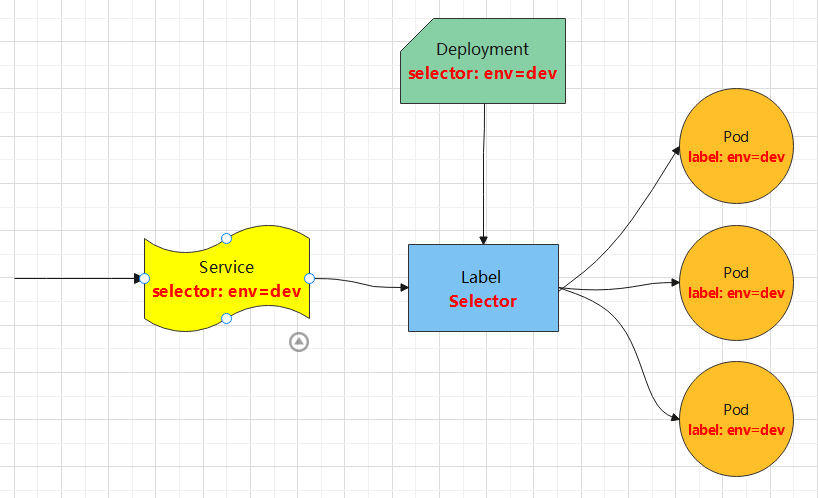 Deployment
selector: env=dev
Pod
label: env=dev
Service
selector: env=dev
Label
Selector
Pod
label: env=dev
Pod
label: env=dev